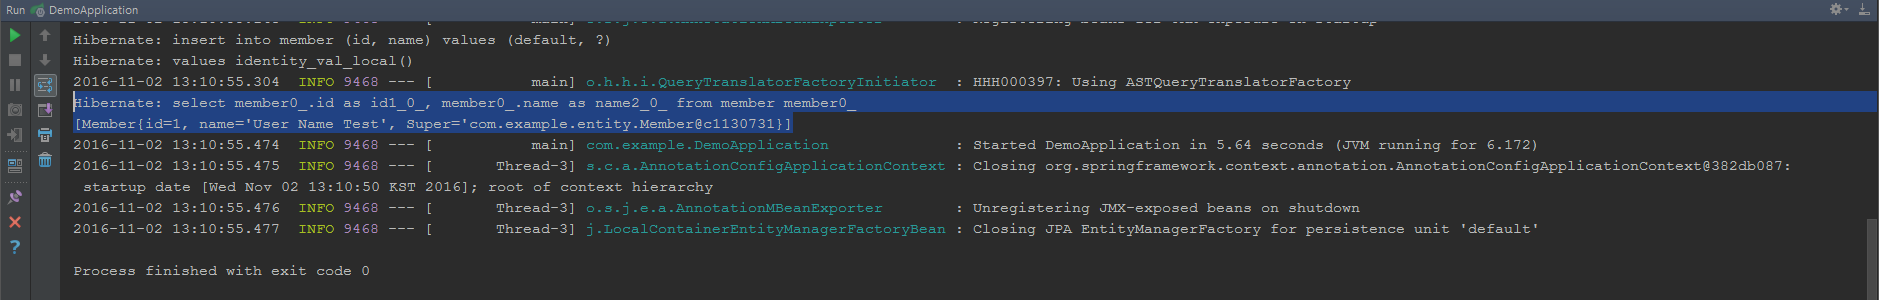 Run DemoApplication
Hibernate: insert into member (id, name) values (default, ?)
Hibernate: values identity_val_local()
2016-11-02 13:10:55.304  INFO 9468 --- [           main] o.h.h.i.QueryTranslatorFactoryInitiator  : HHH000397: Using ASTQueryTranslatorFactory
Hibernate: select member0_.id as id1_0_, member0_.name as name2_0_ from member member0_
[Member{id=1, name='User Name Test', Super='com.example.entity.Member@c1130731}]
2016-11-02 13:10:55.474  INFO 9468 --- [           main] com.example.DemoApplication              : Started DemoApplication in 5.64 seconds (JVM running for 6.172)
2016-11-02 13:10:55.475  INFO 9468 --- [       Thread-3] s.c.a.AnnotationConfigApplicationContext : Closing org.springframework.context.annotation.AnnotationConfigApplicationContext@382db087:
startup date [Wed Nov 02 13:10:50 KST 2016]; root of context hierarchy
2016-11-02 13:10:55.476  INFO 9468 --- [       Thread-3] o.s.j.e.a.AnnotationMBeanExporter        : Unregistering JMX-exposed beans on shutdown
2016-11-02 13:10:55.477  INFO 9468 --- [       Thread-3] j.LocalContainerEntityManagerFactoryBean : Closing JPA EntityManagerFactory for persistence unit 'default'
Process finished with exit code 0